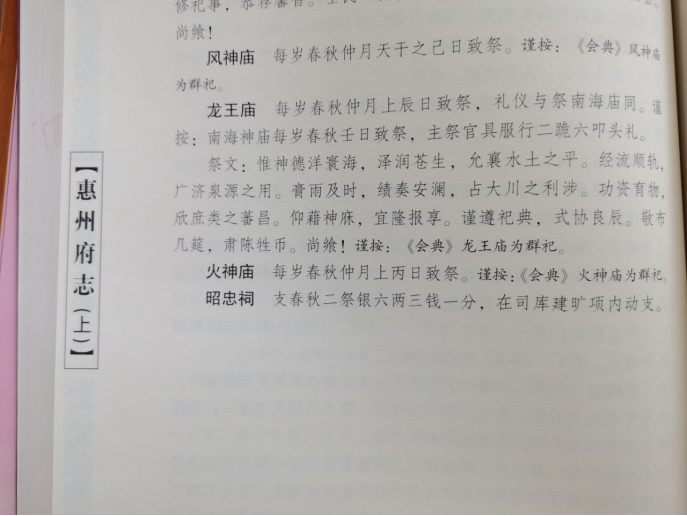 修祀事，恭荐馨香。
尚飨！
风神庙 每岁春秋仲月天干之己日致祭。谨按：《会典》风神庙
为群祀。
龙王庙 每岁春秋仲月上辰日致祭，礼仪与祭南海庙同。谨
按：南海神庙每岁春秋壬日致祭，主祭官具服行二跪六叩头礼。
祭文：惟神德洋寰海，泽润苍生，允襄水土之平。经流顺轨，
广济泉源之用。膏雨及时，绩奏安澜，占大川之利涉。功资育物，
欣庶类之蕃昌。仰藉神庥，宜隆报享。谨遵祀典，式协良辰。敬布
几筵，肃陈牲币。尚飨！谨按：《会典》龙王庙为群祀。
火神庙 每岁春秋仲月上丙日致祭。谨按：《会典》火神庙为群祀。
昭忠祠 支春秋二祭银六两三钱一分，在司库建旷项内动支。
【惠州府志（上）】